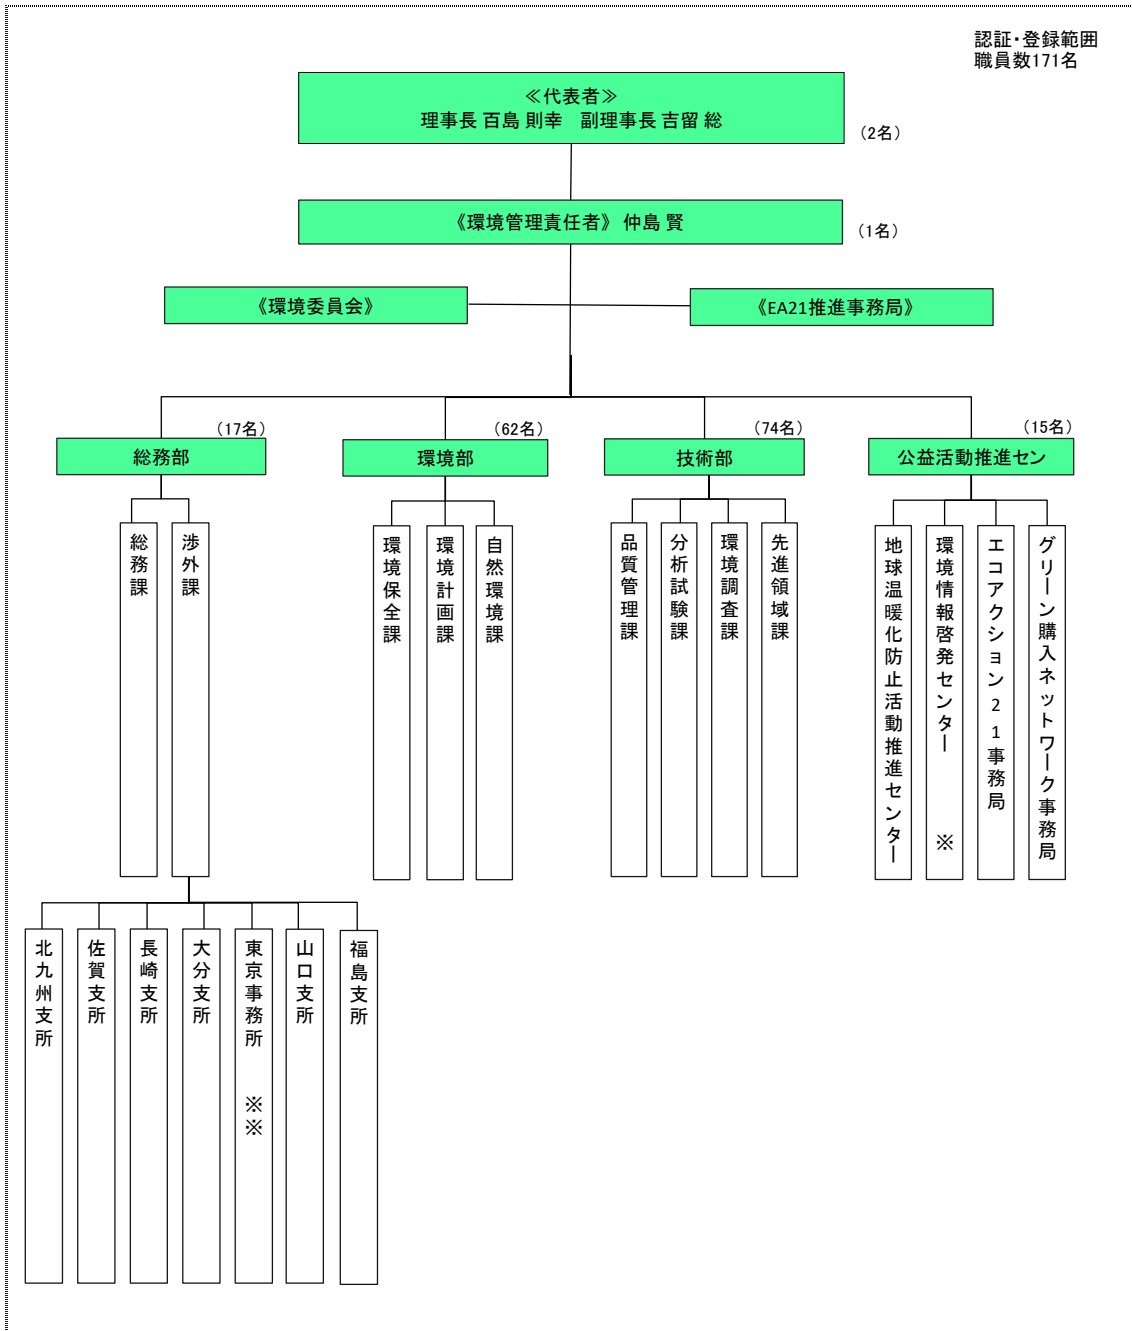 認証・登録範囲
職員数171名
≪代表者≫
理事長 百島 則幸　副理事長 吉留 総
（2名）
《環境管理責任者》 仲島 賢
（1名）
《環境委員会》
《EA21推進事務局》
（17名）
総務部
（62名）
環境部
（74名）
技術部
（15名）
公益活動推進セン
総務課
渉外課
環境保全課
環境計画課
自然環境課
品質管理課
分析試験課
環境調査課
先進領域課
地球温暖化防止活動推進センター
環境情報啓発センター　　※
エコアクション21事務局
グリーン購入ネットワーク事務局
北九州支所
佐賀支所
長崎支所
大分支所
東京事務所　※※
山口支所
福島支所